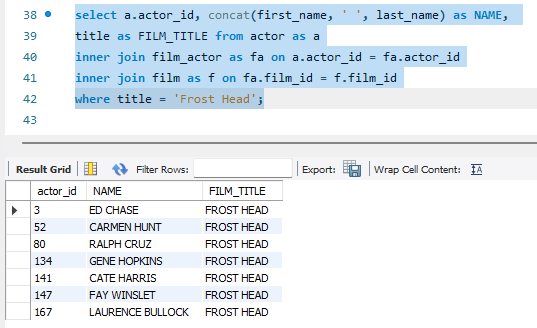 38 select a.actor_id, concat(first_name, ' ', last_name) as NAME,
39 title as FILM_TITLE from actor as a
40 inner join film_actor as fa on a.actor_id = fa.actor_id
41 inner join film as f on fa.film_id = f.film_id
42 where title = 'Frost Head';
43
Result Grid Filter Rows: Export: Wrap Cell Content: IA
actor_id NAME FILM_TITLE
3 ED CHASE FROST HEAD
52 CARMEN HUNT FROST HEAD
80 RALPH CRUZ FROST HEAD
134 GENE HOPKINS FROST HEAD
141 CATE HARRIS FROST HEAD
147 FAY WINSLET FROST HEAD
167 LAURENCE BULLOCK FROST HEAD